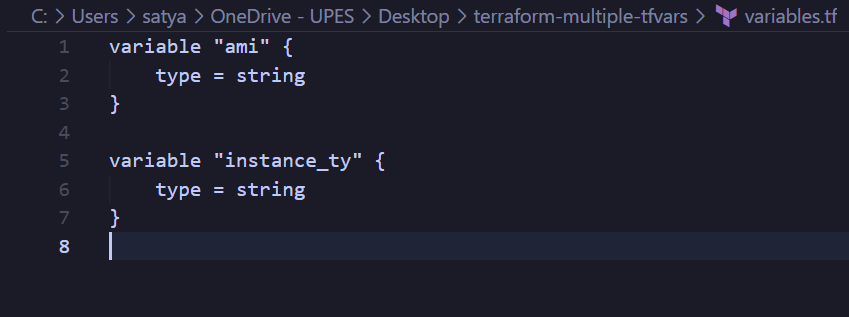 C: > Users > satya > OneDrive - UPES > Desktop > terraform-multiple-tfvars > variables.tf
1 variable "ami" {
2     type = string
3 }
4
5 variable "instance_ty" {
6     type = string
7 }
8